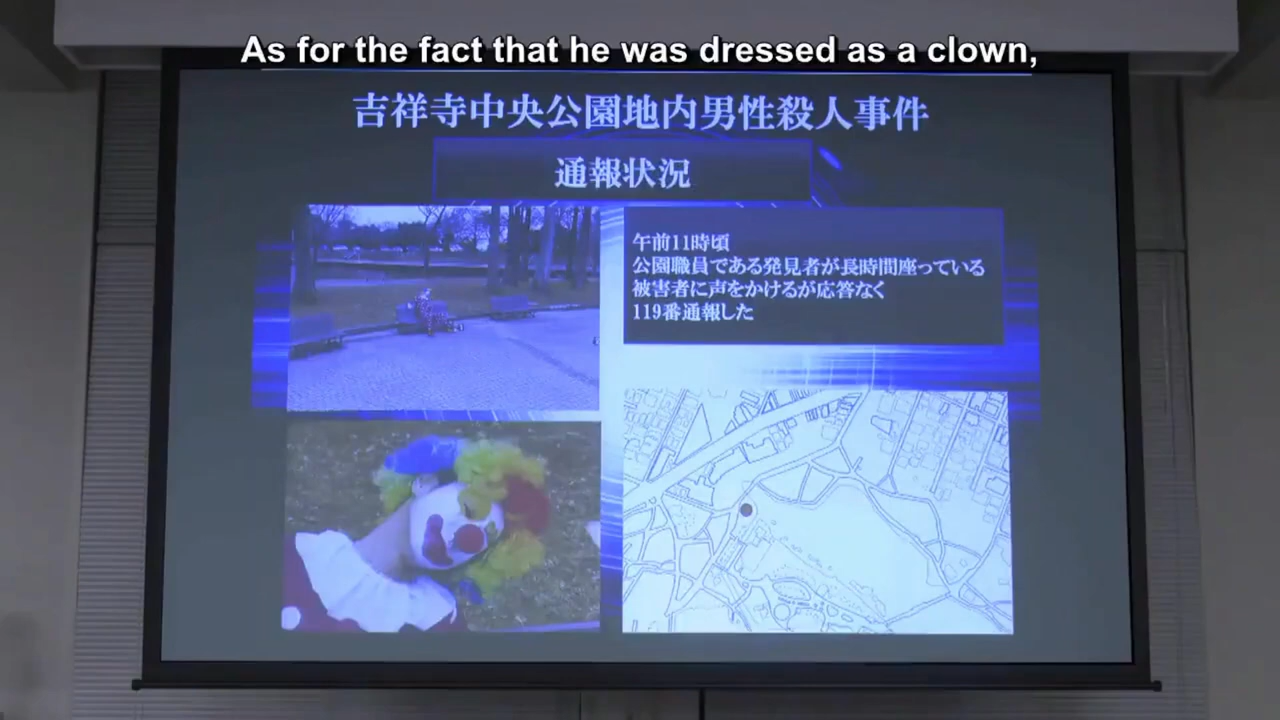 As for the fact that he was dressed as a clown,
吉祥寺中央公園地内男性殺人事件
通報状況
午前11時頃
公園職員である発見者が長時間座っている
被害者に声をかけるが応答なく
119番通報した